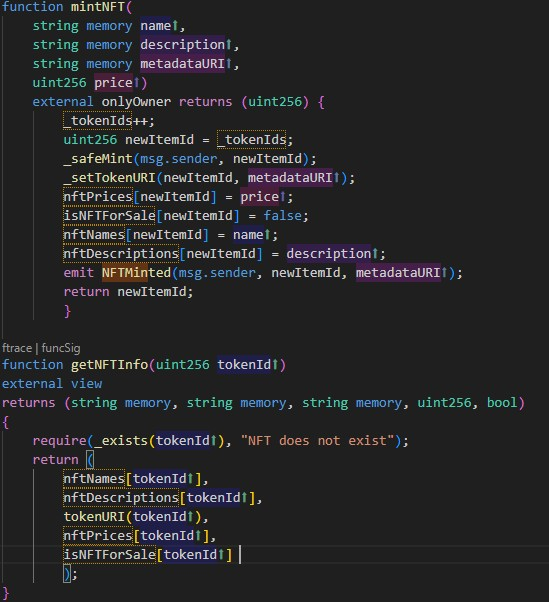 function mintNFT(
string memory name⬆,
string memory description⬆,
string memory metadataURI⬆,
uint256 price⬆)
external onlyOwner returns (uint256) {
_tokenIds++;
uint256 newItemId = _tokenIds;
_safeMint(msg.sender, newItemId);
_setTokenURI(newItemId, metadataURI⬆);
nftPrices[newItemId] = price⬆;
isNFTForSale[newItemId] = false;
nftNames[newItemId] = name⬆;
nftDescriptions[newItemId] = description⬆;
emit NFTMinted(msg.sender, newItemId, metadataURI⬆);
return newItemId;
}
ftrace | funcSig
function getNFTInfo(uint256 tokenId⬆)
external view
returns (string memory, string memory, string memory, uint256, bool)
{
require(_exists(tokenId⬆), "NFT does not exist");
return (
nftNames[tokenId⬆],
nftDescriptions[tokenId⬆],
tokenURI(tokenId⬆),
nftPrices[tokenId⬆],
isNFTForSale[tokenId⬆]
);
}